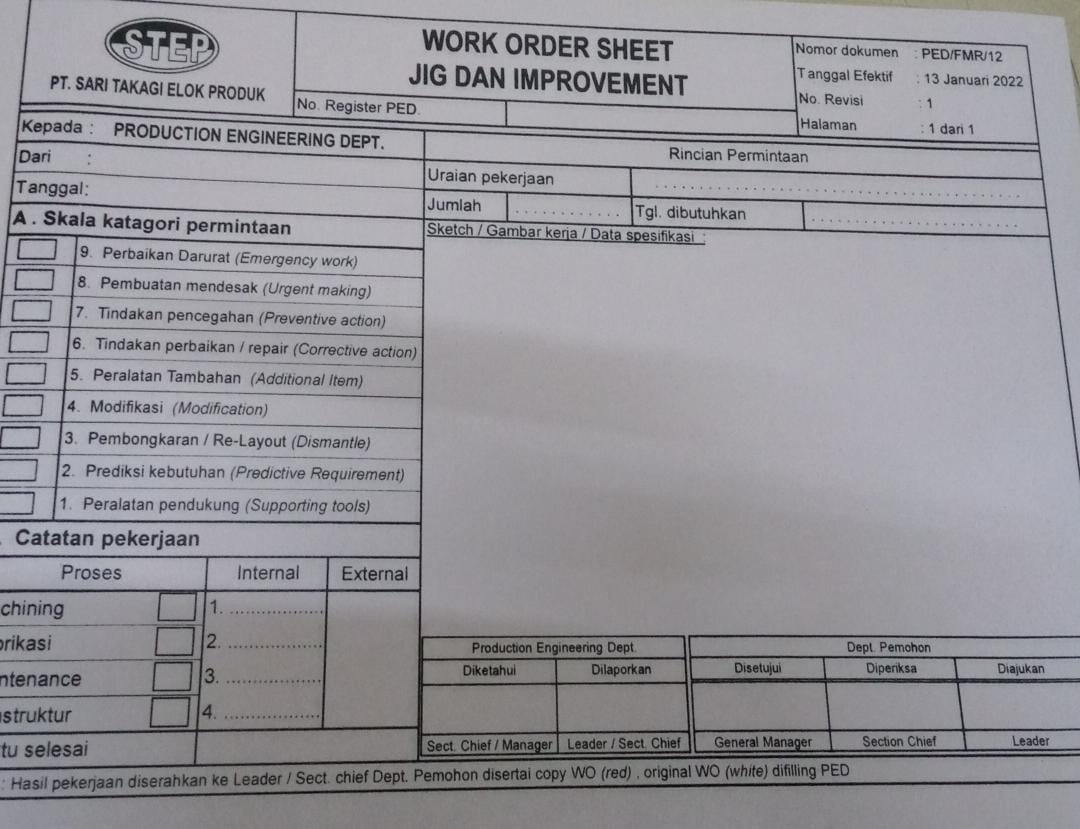 STEP
PT. SARI TAKAGI ELOK PRODUK
WORK ORDER SHEET
JIG DAN IMPROVEMENT
No. Register PED.
Nomor dokumen : PED/FMR/12
Tanggal Efektif : 13 Januari 2022
No. Revisi : 1
Halaman : 1 dari 1
Kepada : PRODUCTION ENGINEERING DEPT.
Dari :
Tanggal:
Rincian Permintaan
Uraian pekerjaan
Jumlah ............ Tgl. dibutuhkan
Sketch / Gambar kerja / Data spesifikasi :
A . Skala katagori permintaan
9. Perbaikan Darurat (Emergency work)
8. Pembuatan mendesak (Urgent making)
7. Tindakan pencegahan (Preventive action)
6. Tindakan perbaikan / repair (Corrective action)
5. Peralatan Tambahan (Additional Item)
4. Modifikasi (Modification)
3. Pembongkaran / Re-Layout (Dismantle)
2. Prediksi kebutuhan (Predictive Requirement)
1. Peralatan pendukung (Supporting tools)
. Catatan pekerjaan
Proses Internal External
chining 1. ....................
rikasi 2. ....................
ntenance 3. ....................
struktur 4. ....................
tu selesai
Production Engineering Dept.
Diketahui Dilaporkan
Sect. Chief / Manager Leader / Sect. Chief
Dept. Pemohon
Disetujui Diperiksa Diajukan
General Manager Section Chief Leader
: Hasil pekerjaan diserahkan ke Leader / Sect. chief Dept. Pemohon disertai copy WO (red) , original WO (white) difilling PED